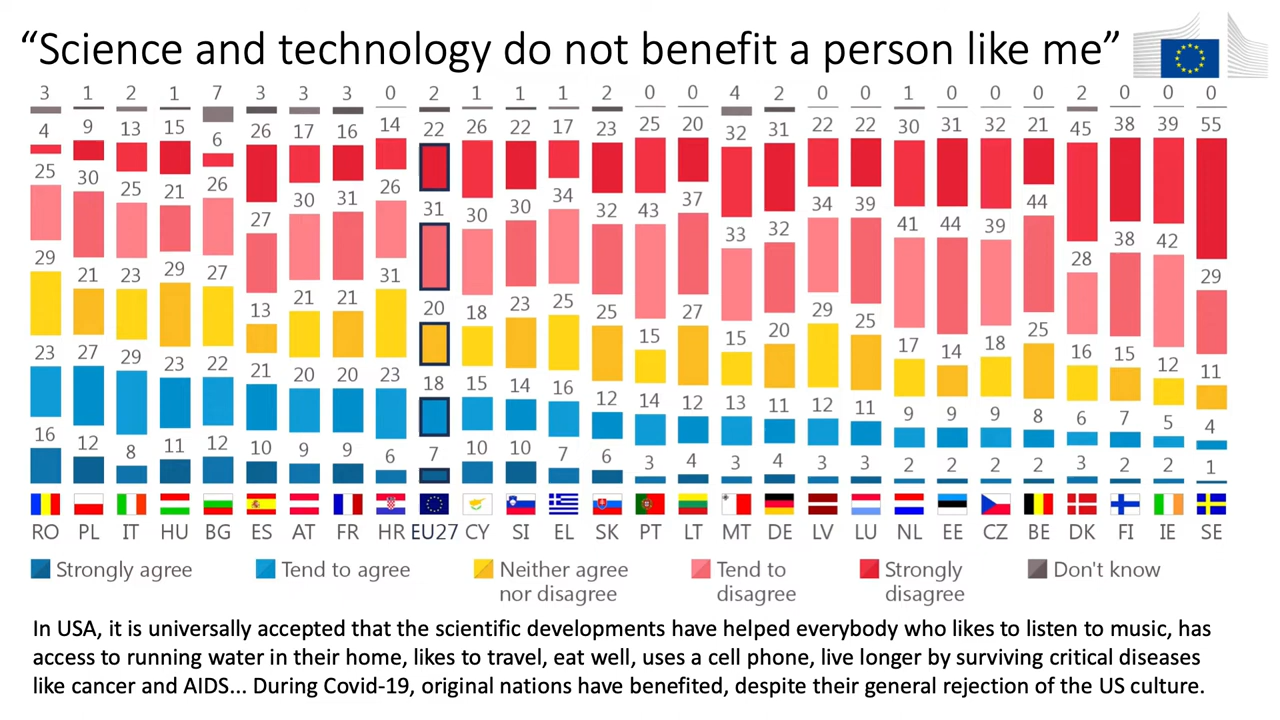 “Science and technology do not benefit a person like me”
3 1 2 1 7 3 3 3 0 2 1 1 1 2 0 0 4 2 0 0 1 0 0 0 2 0 0 0
4 9 13 15 6 26 17 16 14 22 26 22 17 23 25 20 32 31 22 22 30 31 32 21 45 38 39 55
25 30 25 21 26 27 30 31 26 31 30 30 34 32 43 37 33 32 34 39 41 44 39 44 28 38 42 29
29 21 23 29 27 13 21 21 31 20 18 23 25 25 15 27 15 20 29 25 17 14 18 25 16 15 12 11
23 27 29 23 22 21 20 20 23 18 15 14 16 12 14 12 13 11 12 11 9 9 9 8 6 7 5 4
16 12 8 11 12 10 9 9 6 7 10 10 7 6 3 4 3 4 3 3 2 2 2 2 3 2 2 1
RO PL IT HU BG ES AT FR HR EU27 CY SI EL SK PT LT MT DE LV LU NL EE CZ BE DK FI IE SE
Strongly agree Tend to agree Neither agree nor disagree Tend to disagree Strongly disagree Don't know
In USA, it is universally accepted that the scientific developments have helped everybody who likes to listen to music, has
access to running water in their home, likes to travel, eat well, uses a cell phone, live longer by surviving critical diseases
like cancer and AIDS... During Covid-19, original nations have benefited, despite their general rejection of the US culture.